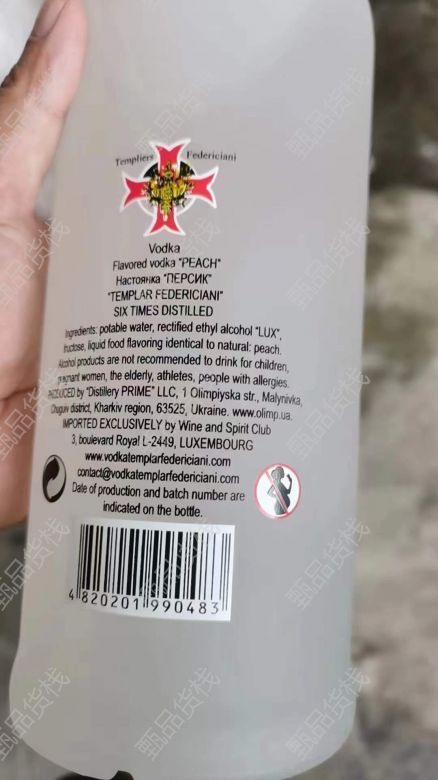 Templiers Federiciani
Vodka
Flavored vodka "PEACH"
Настоянка "ПЕРСИК"
"TEMPLAR FEDERICIANI"
SIX TIMES DISTILLED
Ingredients: potable water, rectified ethyl alcohol "LUX",
fructose, liquid food flavoring identical to natural: peach.
Alcohol products are not recommended to drink for children,
pregnant women, the elderly, athletes, people with allergies.
PRODUCED by "Distillery PRIME" LLC, 1 Olimpiyska str., Malynivka,
Chuguiv district, Kharkiv region, 63525, Ukraine. www.olimp.ua.
IMPORTED EXCLUSIVELY by Wine and Spirit Club
3, boulevard Royal L-2449, LUXEMBOURG
www.vodkatemplarfedericiani.com
contact@vodkatemplarfedericiani.com
Date of production and batch number are
indicated on the bottle.
4 820201 990483
甄品货栈